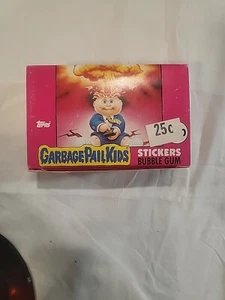 Topps
25¢
GARBAGE PAIL KIDS
STICKERS
BUBBLE GUM